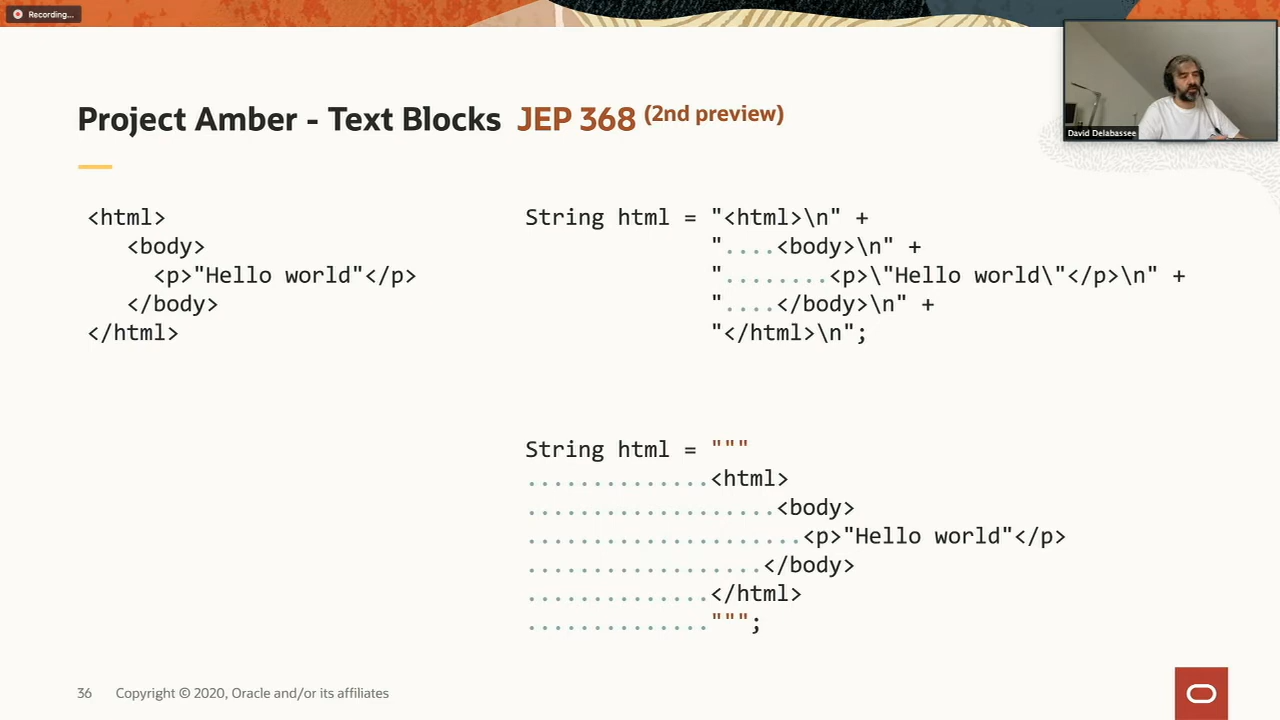 Recording...
David Delabassee
Project Amber - Text Blocks JEP 368 (2nd preview)
<html>
   <body>
     <p>"Hello world"</p>
   </body>
</html>
String html = "<html>\n" +
              "....<body>\n" +
              "........<p>\"Hello world\"</p>\n" +
              "....</body>\n" +
              "</html>\n";
String html = """
..............<html>
...................<body>
.....................<p>"Hello world"</p>
..................</body>
..............</html>
..............""";
36 Copyright © 2020, Oracle and/or its affiliates